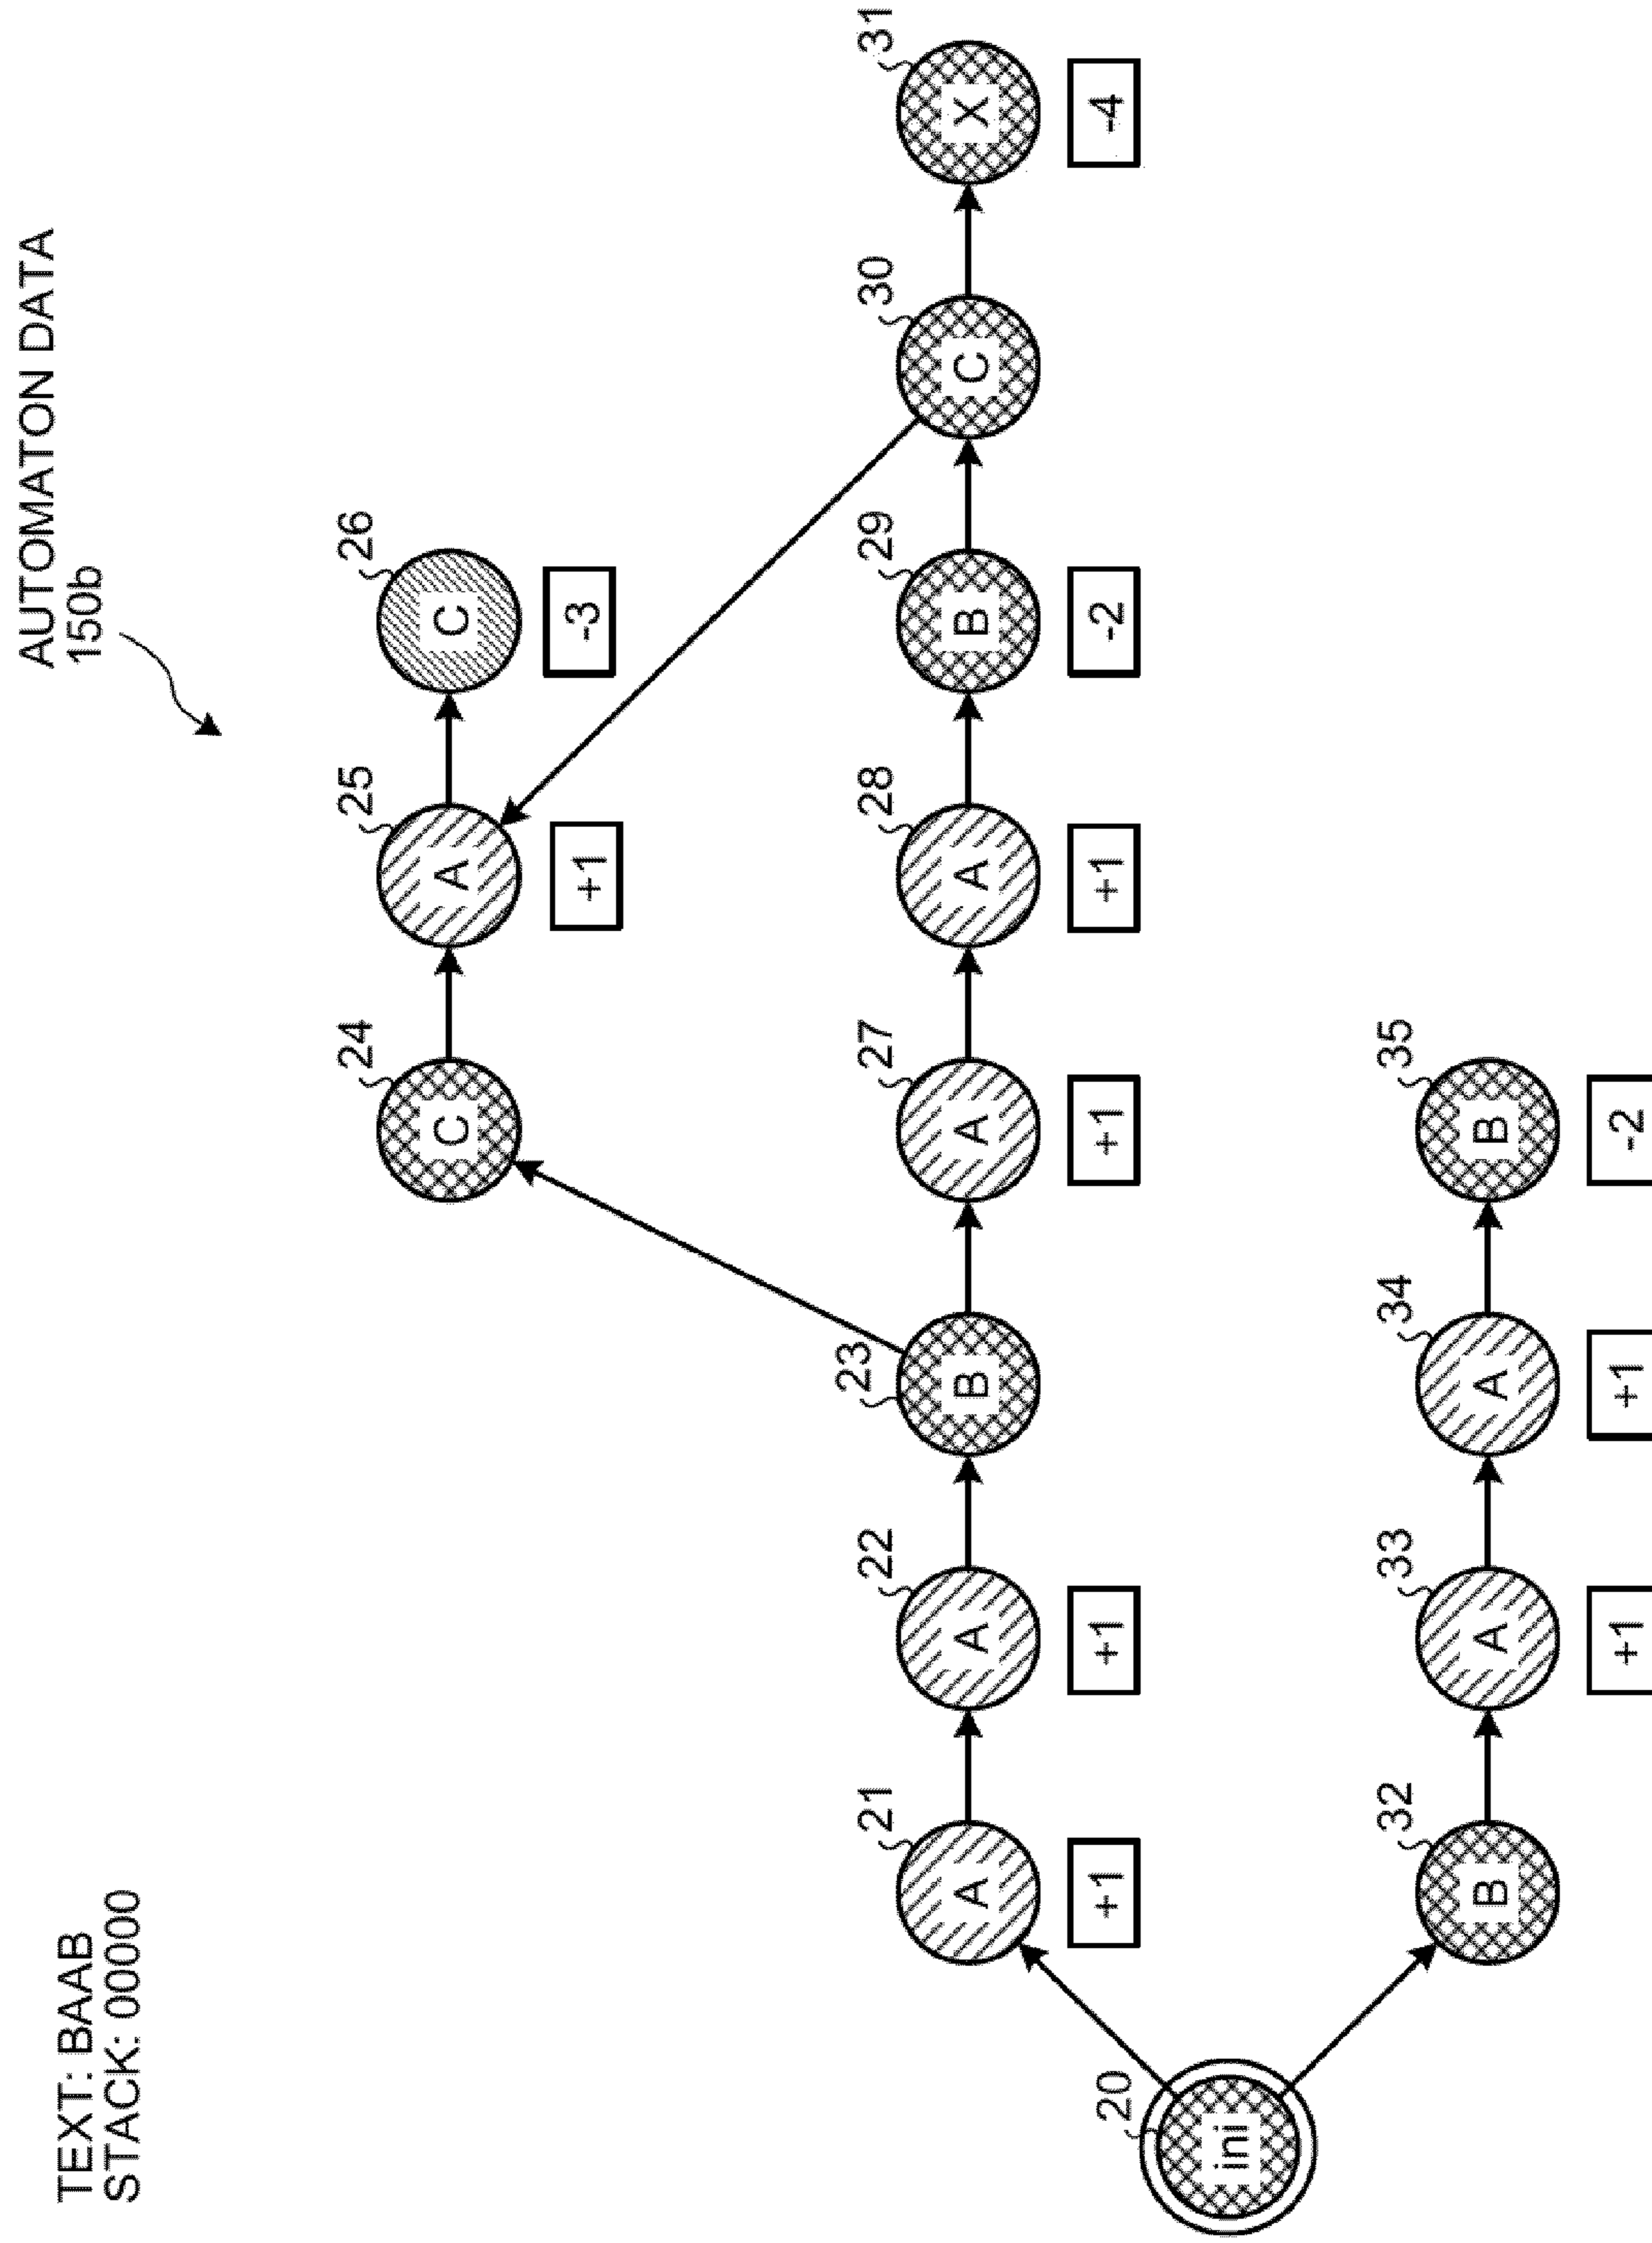 TEXT: BAAB
STACK: 00000
AUTOMATON DATA
150b
24
25
26
C
A
C
+1
-3
21
22
23
27
28
29
30
31
A
A
B
A
A
B
C
X
+1
+1
+1
+1
-2
-4
20
ini
32
33
34
35
B
A
A
B
+1
+1
-2